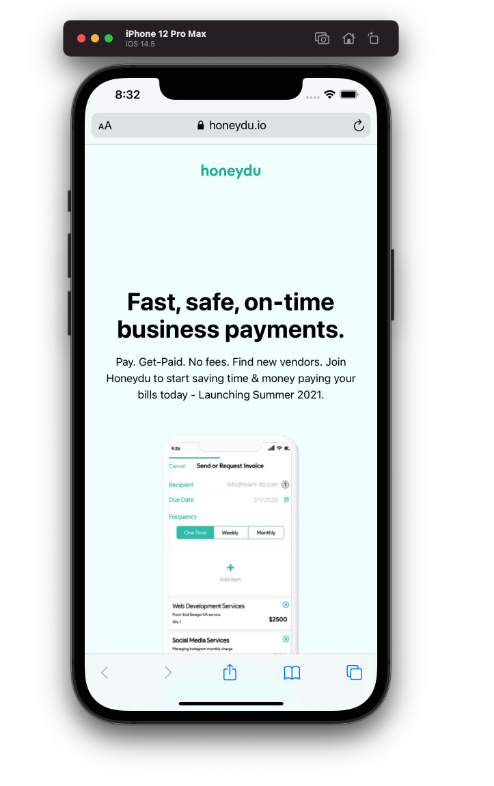 iPhone 12 Pro Max
iOS 14.5
8:32
AA
honeydu.io
honeydu
Fast, safe, on-time
business payments.
Pay. Get-Paid. No fees. Find new vendors. Join
Honeydu to start saving time & money paying your
bills today - Launching Summer 2021.
9:36
Cancel Send or Request Invoice
Recipient info@team-ifa.com T
Due Date 7/1/2020
Frequency
One Time Weekly Monthly
Add item
Web Development Services
Front-End Design/UX service
Qty 1 $2500
Social Media Services
Managing Instagram monthly charge